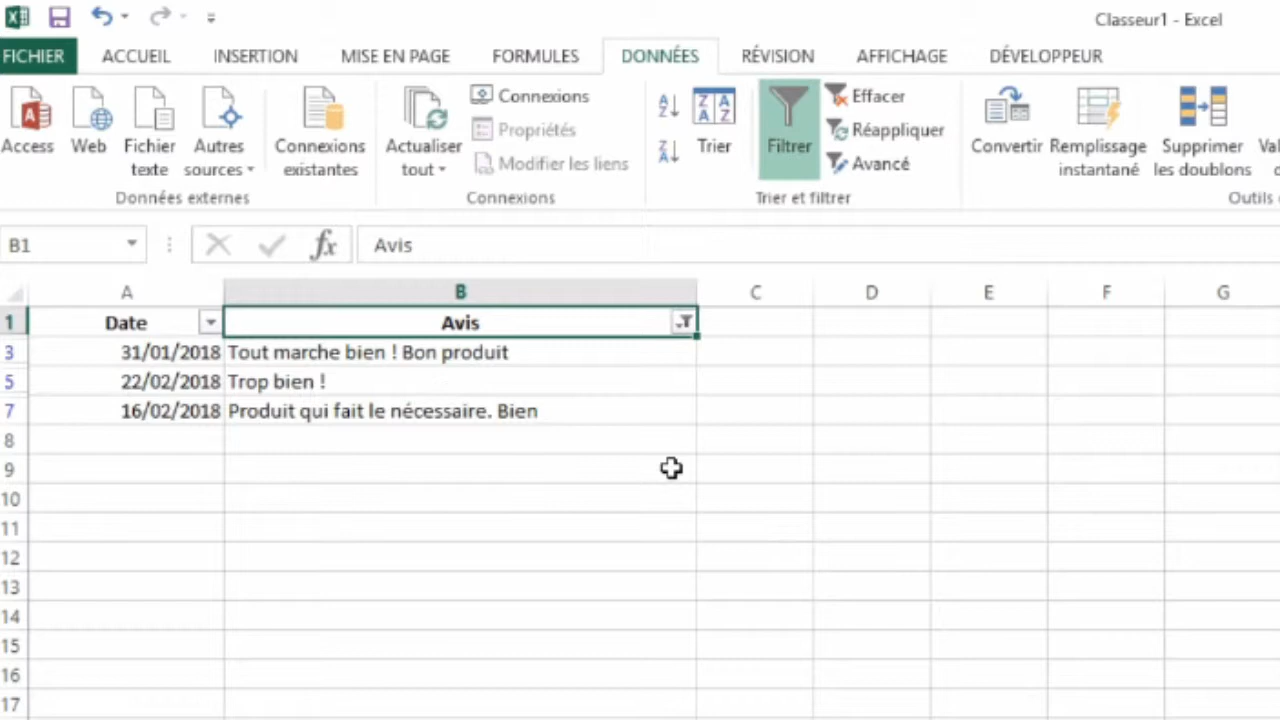 Classeur1 - Excel
FICHIER ACCUEIL INSERTION MISE EN PAGE FORMULES DONNÉES RÉVISION AFFICHAGE DÉVELOPPEUR
Access
Web
Fichier
texte
Autres
sources
Connexions
existantes
Données externes
Actualiser
tout
Connexions
Propriétés
Modifier les liens
Connexions
Trier
Filtrer
Effacer
Réappliquer
Avancé
Trier et filtrer
Convertir
Remplissage
instantané
Supprimer
les doublons
Outils
B1 fx Avis
A B C D E F G
1 Date Avis
3 31/01/2018 Tout marche bien ! Bon produit
5 22/02/2018 Trop bien !
7 16/02/2018 Produit qui fait le nécessaire. Bien
8
9
10
11
12
13
14
15
16
17